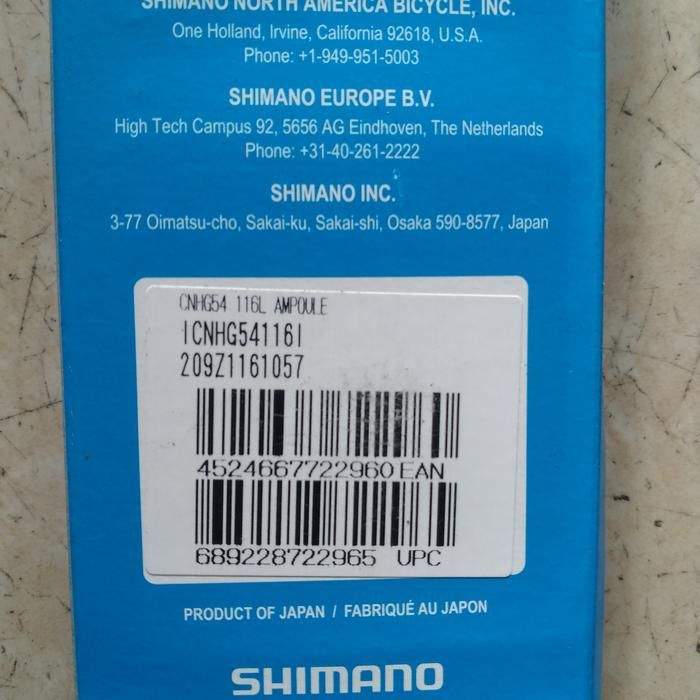 SHIMANO NORTH AMERICA BICYCLE, INC.
One Holland, Irvine, California 92618, U.S.A.
Phone: +1-949-951-5003
SHIMANO EUROPE B.V.
High Tech Campus 92, 5656 AG Eindhoven, The Netherlands
Phone: +31-40-261-2222
SHIMANO INC.
3-77 Oimatsu-cho, Sakai-ku, Sakai-shi, Osaka 590-8577, Japan
CNHG54 116L AMPOULE
ICNHG54116I
209Z1161057
4524667722960 EAN
689228722965 UPC
PRODUCT OF JAPAN / FABRIQUÉ AU JAPON
SHIMANO